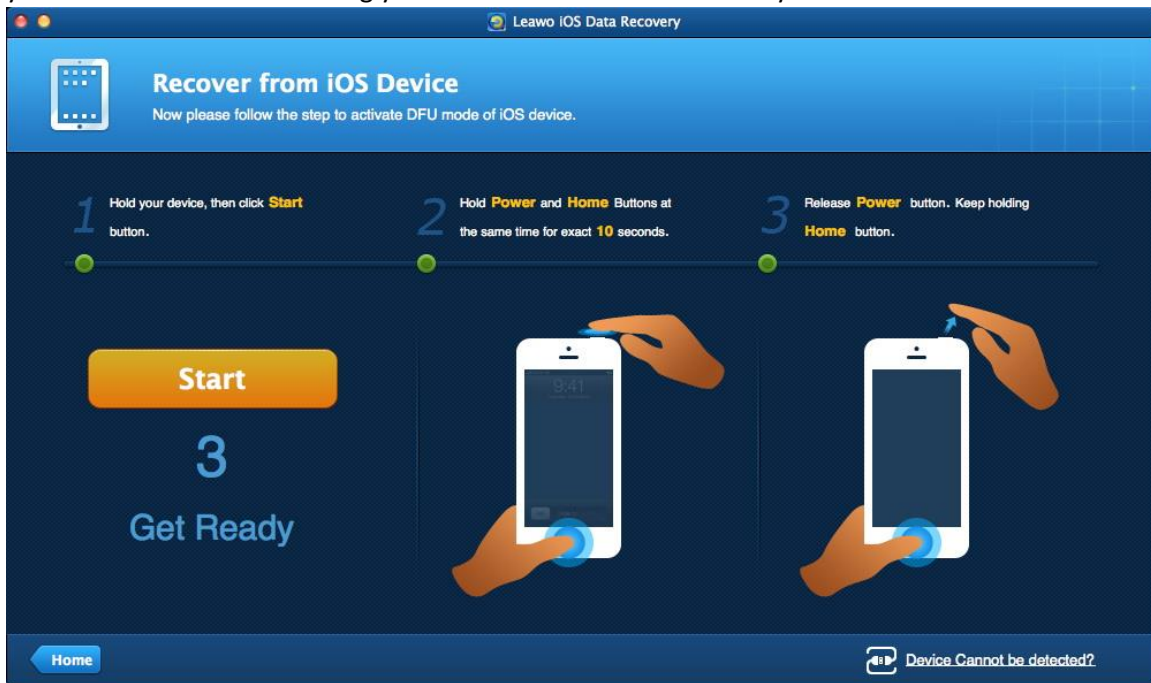 Leawo iOS Data Recovery
Recover from iOS Device
Now please follow the step to activate DFU mode of iOS device.
1 Hold your device, then click Start
button.
2 Hold Power and Home Buttons at
the same time for exact 10 seconds.
3 Release Power button. Keep holding
Home button.
Start
3
Get Ready
9:41
Home
Device Cannot be detected?